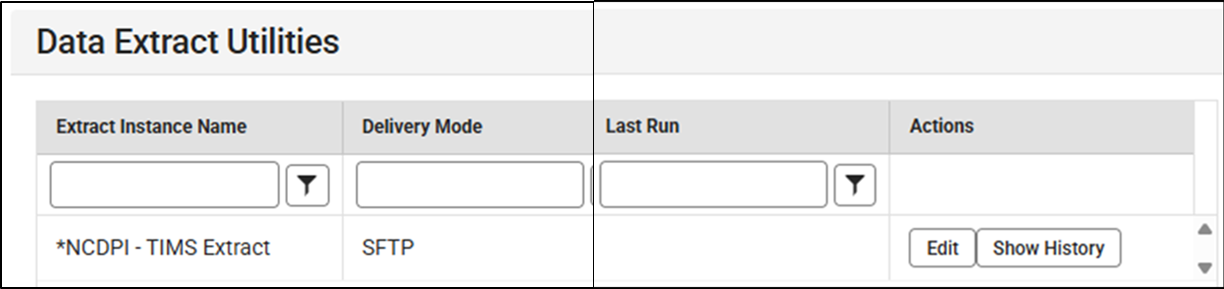 Data Extract Utilities
Extract Instance Name Delivery Mode Last Run Actions
*NCDPI - TIMS Extract SFTP Edit Show History